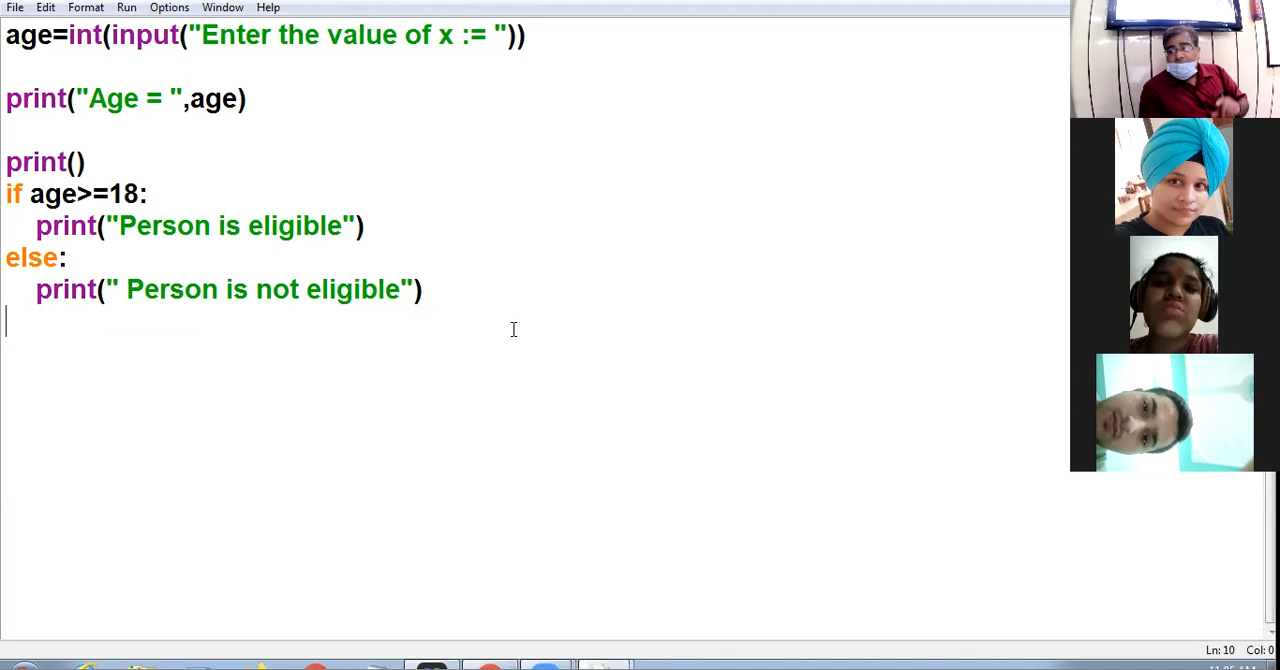 File Edit Format Run Options Window Help
age=int(input("Enter the value of x := "))
print("Age = ",age)
print()
if age>=18:
    print("Person is eligible")
else:
    print(" Person is not eligible")
Ln: 10 Col: 0